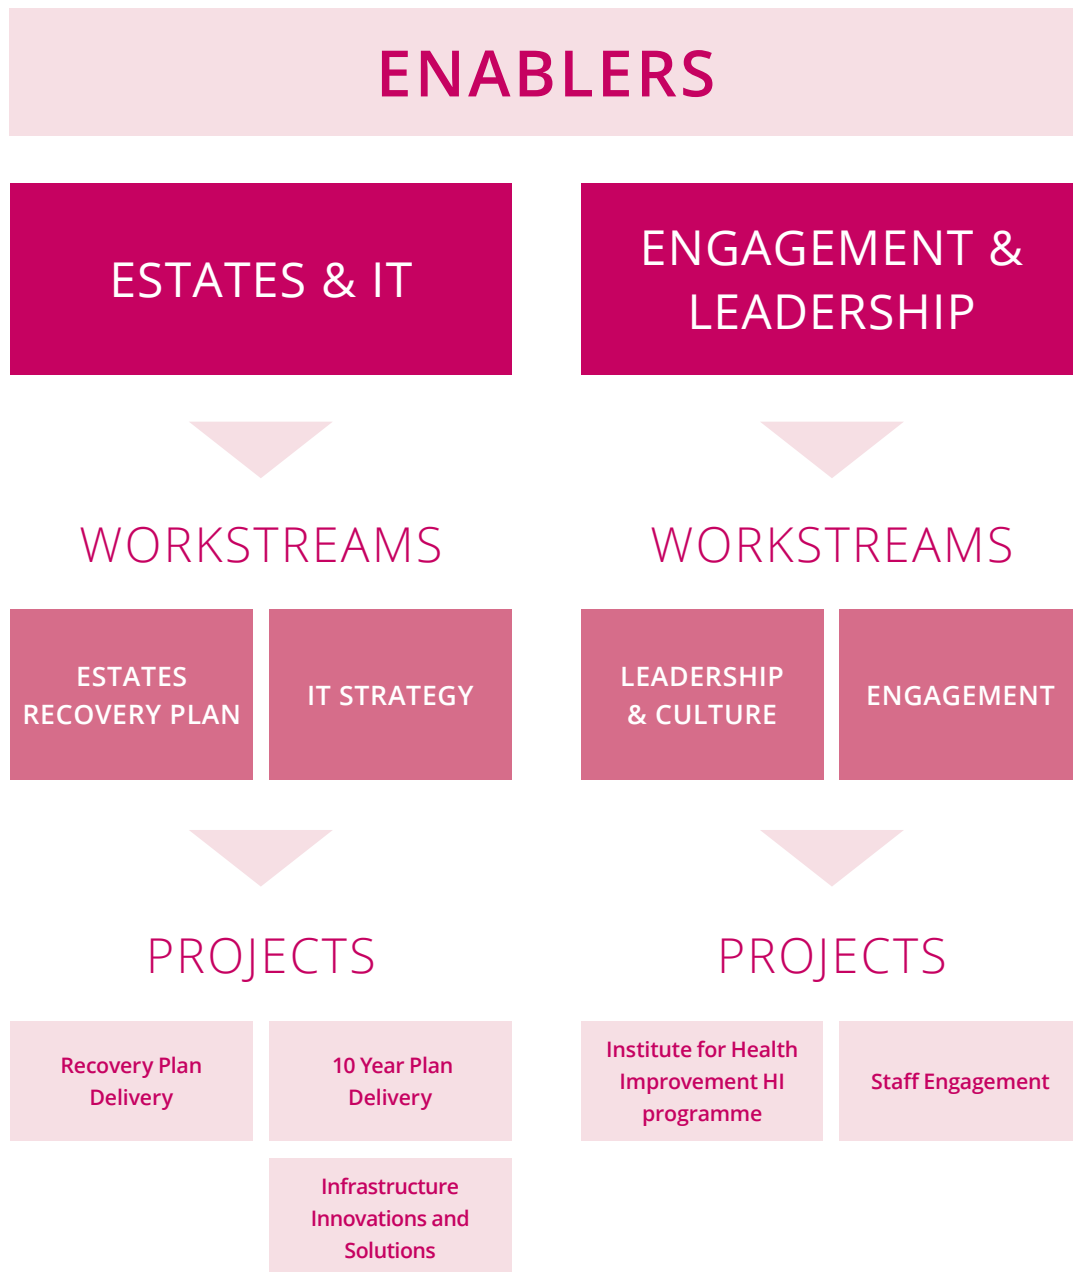 ENABLERS
ESTATES & IT
ENGAGEMENT &
LEADERSHIP
WORKSTREAMS
WORKSTREAMS
ESTATES
RECOVERY PLAN
IT STRATEGY
LEADERSHIP
& CULTURE
ENGAGEMENT
PROJECTS
PROJECTS
Recovery Plan
Delivery
10 Year Plan
Delivery
Institute for Health
Improvement HI
programme
Staff Engagement
Infrastructure
Innovations and
Solutions